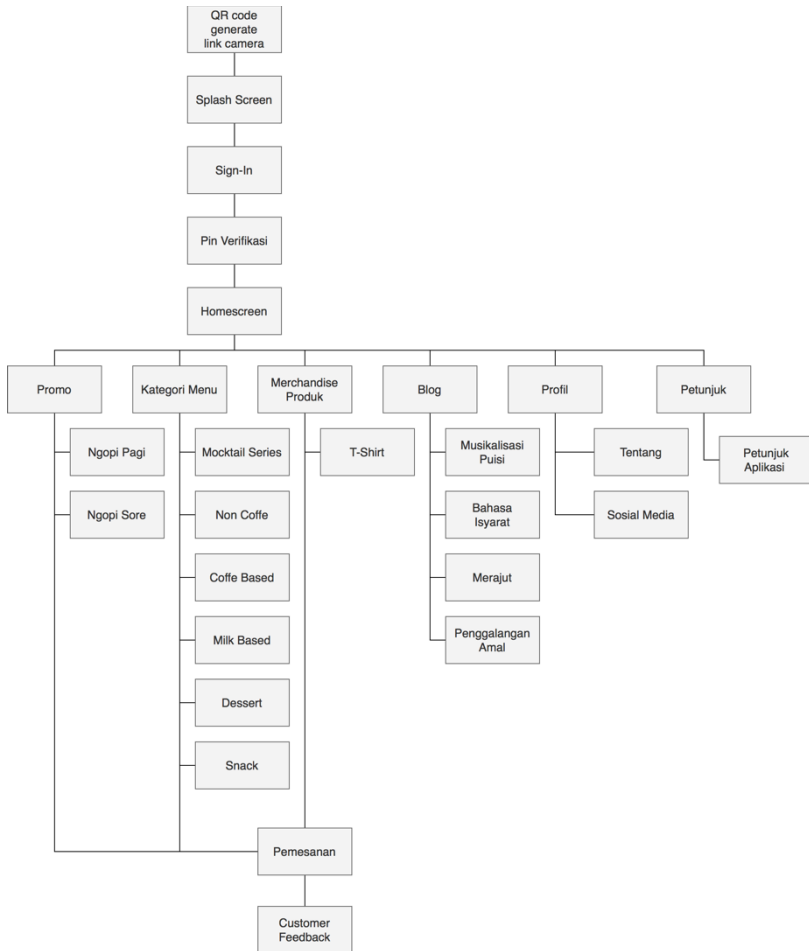 QR code
generate
link camera
Splash Screen
Sign-In
Pin Verifikasi
Homescreen
Promo
Kategori Menu
Merchandise
Produk
Blog
Profil
Petunjuk
Ngopi Pagi
Mocktail Series
T-Shirt
Musikalisasi
Puisi
Tentang
Petunjuk
Aplikasi
Ngopi Sore
Non Coffe
Bahasa
Isyarat
Sosial Media
Coffe Based
Merajut
Milk Based
Penggalangan
Amal
Dessert
Snack
Pemesanan
Customer
Feedback